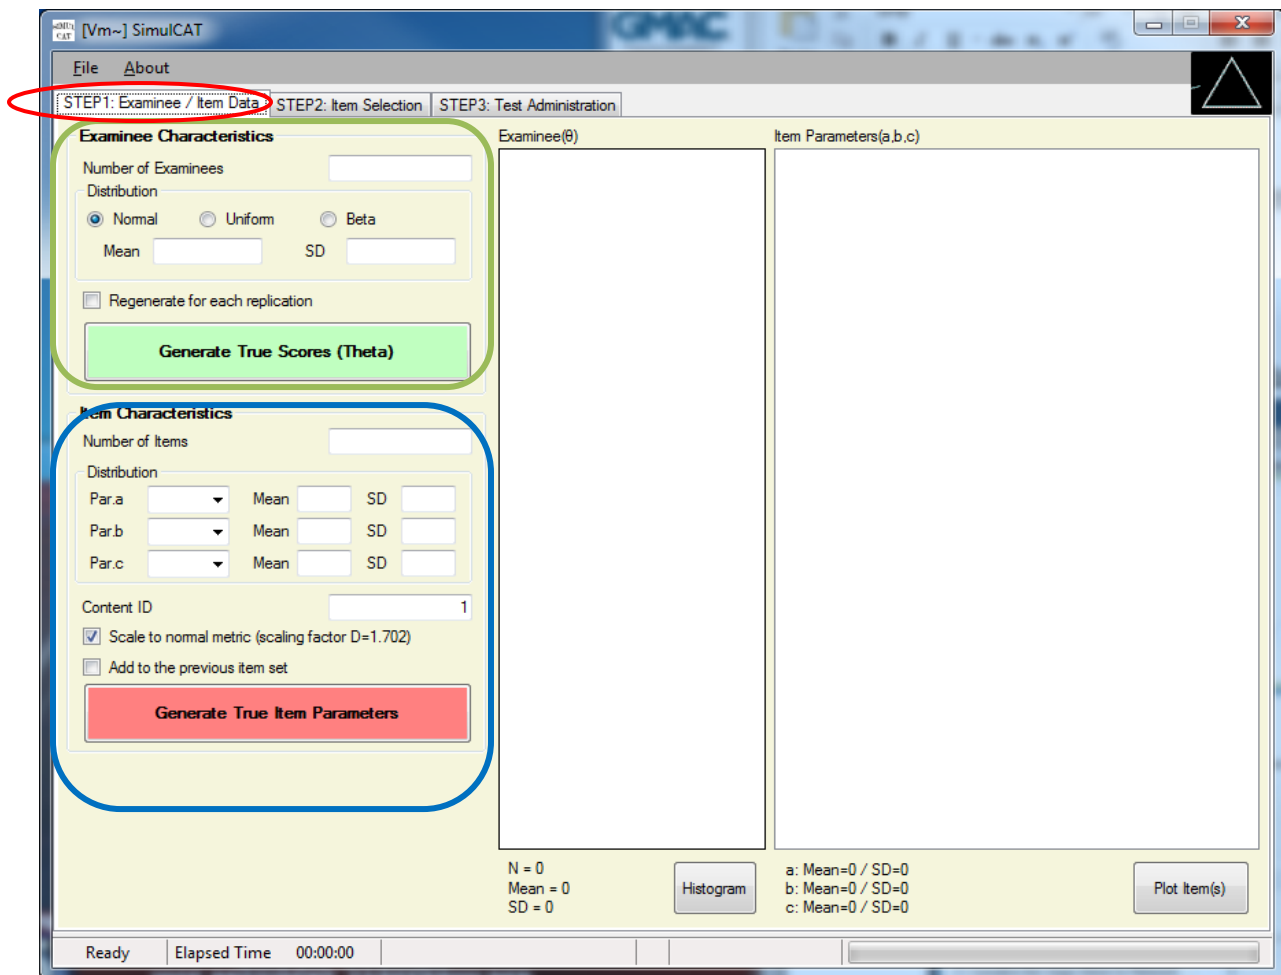 SIMUL CAT [Vm~] SimulCAT
GMAC
File About
STEP1: Examinee / Item Data STEP2: Item Selection STEP3: Test Administration
Examinee Characteristics
Number of Examinees
Distribution
Normal Uniform Beta
Mean SD
Regenerate for each replication
Generate True Scores (Theta)
Item Characteristics
Number of Items
Distribution
Par.a Mean SD
Par.b Mean SD
Par.c Mean SD
Content ID 1
Scale to normal metric (scaling factor D=1.702)
Add to the previous item set
Generate True Item Parameters
Examinee(θ)
N = 0
Mean = 0
SD = 0
Histogram
Item Parameters(a,b,c)
a: Mean=0 / SD=0
b: Mean=0 / SD=0
c: Mean=0 / SD=0
Plot Item(s)
Ready Elapsed Time 00:00:00